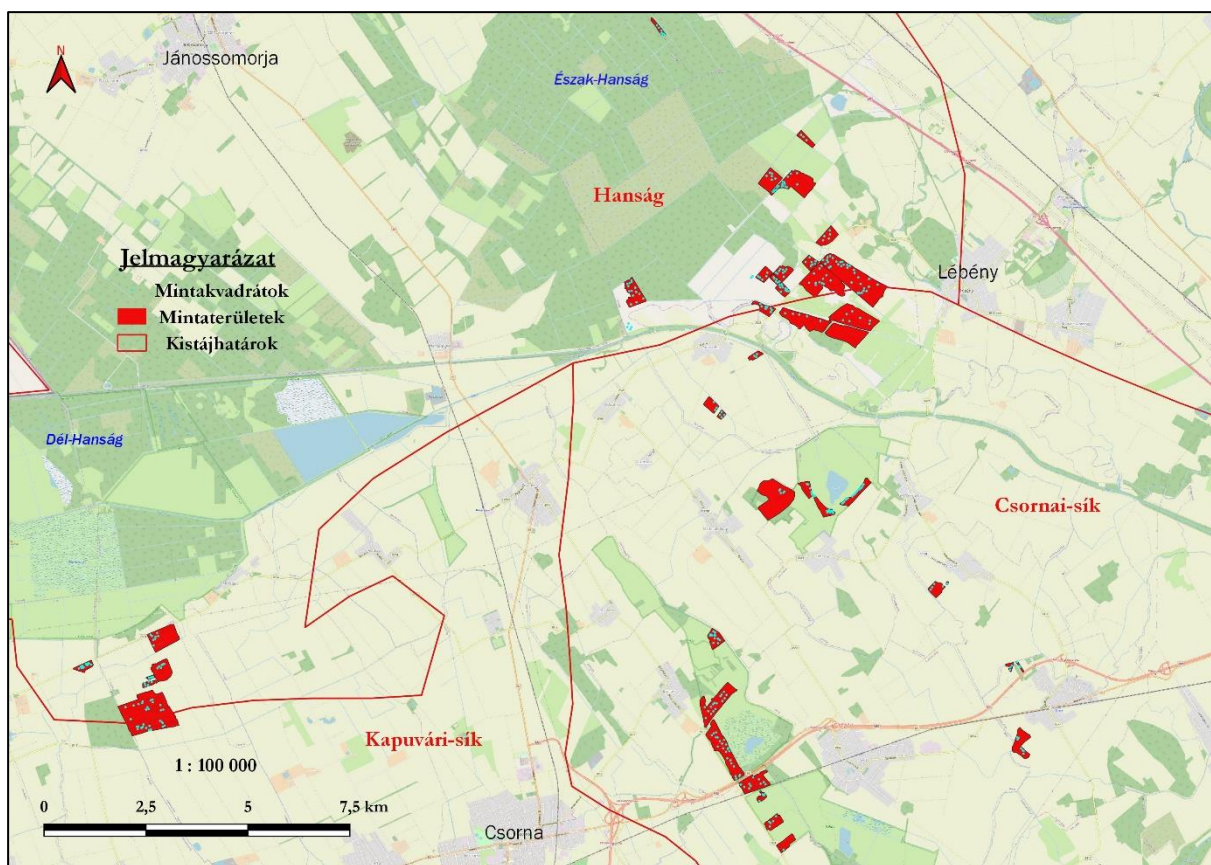 N
Jánossomorja
Észak-Hanság
Hanság
Jelmagyarázat
Mintakvadrátok
Mintaterületek
Kistájhatárok
Lébény
Dél-Hanság
Csornai-sík
Kapuvári-sík
1 : 100 000
0 2,5 5 7,5 km
Csorna